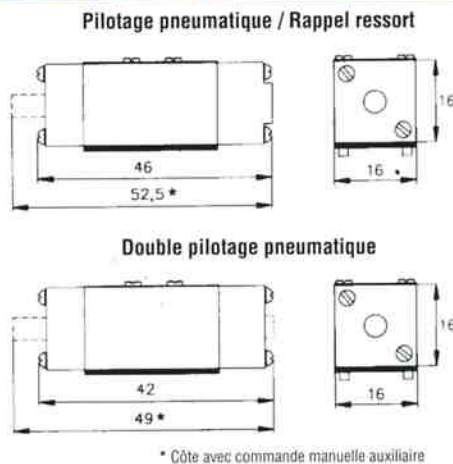 Pilotage pneumatique / Rappel ressort
16
46
16 *
52,5 *
Double pilotage pneumatique
16
42
16
49 *
* Côte avec commande manuelle auxiliaire